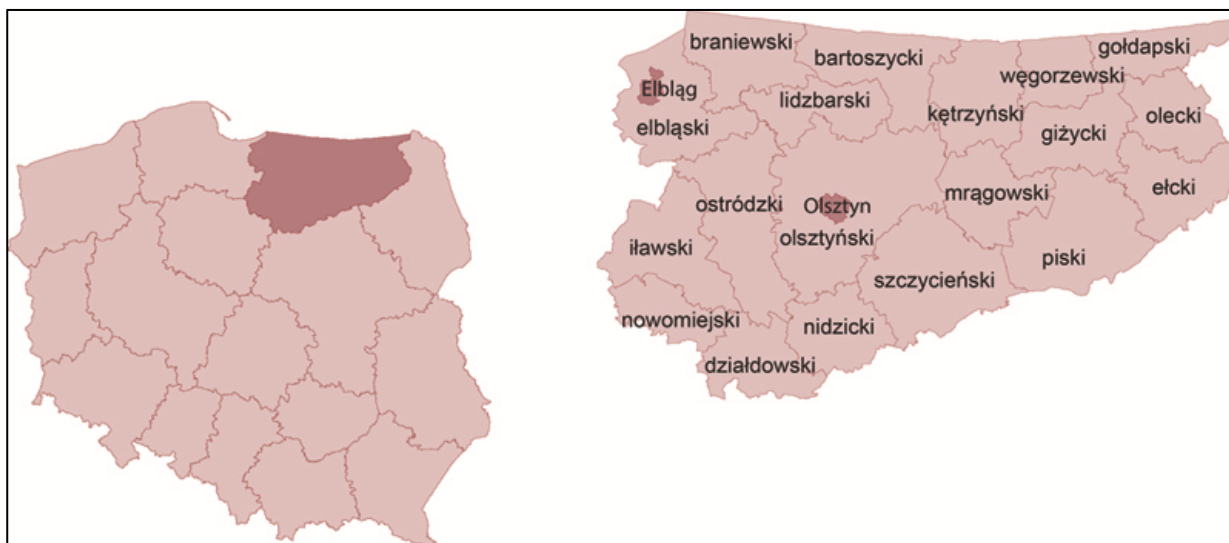 braniewski
bartoszycki
gołdapski
węgorzewski
Elbląg
lidzbarski
kętrzyński
olecki
elbląski
giżycki
ełcki
mrągowski
ostródzki
Olsztyn
olsztyński
iławski
piski
szczycieński
nowomiejski
nidzicki
działdowski